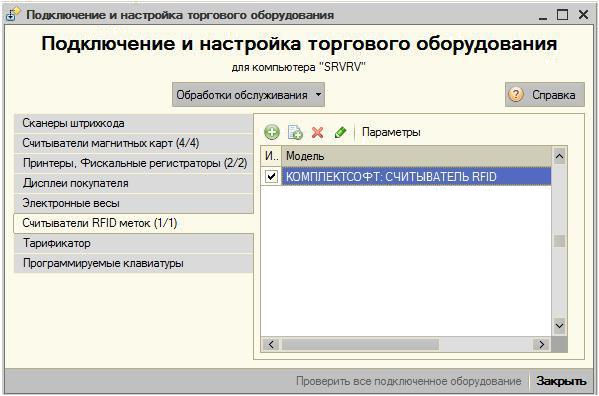 Подключение и настройка торгового оборудования
Подключение и настройка торгового оборудования
для компьютера "SRVRV"
Обработки обслуживания
? Справка
Сканеры штрихкода
Считыватели магнитных карт (4/4)
Принтеры, Фискальные регистраторы (2/2)
Дисплеи покупателя
Электронные весы
Считыватели RFID меток (1/1)
Тарификатор
Программируемые клавиатуры
Параметры
И.. Модель
КОМПЛЕКТСОФТ: СЧИТЫВАТЕЛЬ RFID
Проверить все подключенное оборудование Закрыть